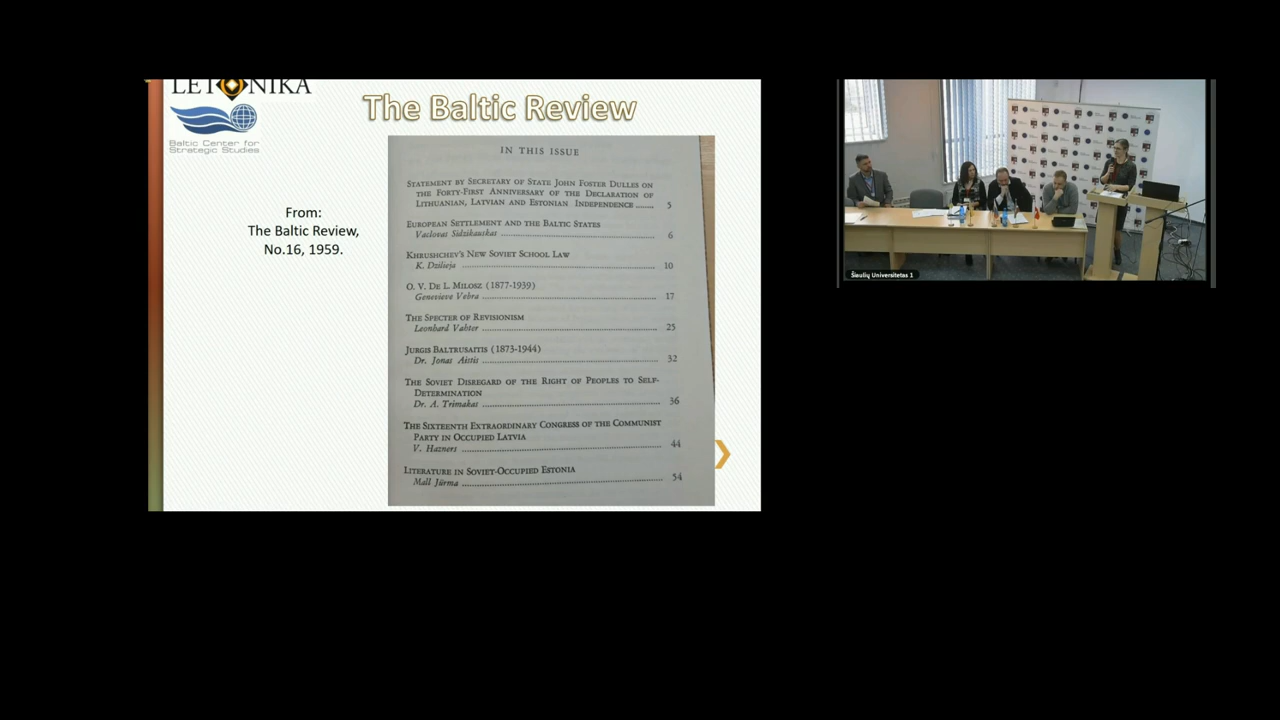 LETONIKA
Baltic Center for
Strategic Studies
The Baltic Review
From:
The Baltic Review,
No.16, 1959.
IN THIS ISSUE
STATEMENT BY SECRETARY OF STATE JOHN FOSTER DULLES ON
THE FORTY-FIRST ANNIVERSARY OF THE DECLARATION OF
LITHUANIAN, LATVIAN AND ESTONIAN INDEPENDENCE ........ 5
EUROPEAN SETTLEMENT AND THE BALTIC STATES
Vaclovas Sidzikauskas ........ 6
KHRUSHCHEV'S NEW SOVIET SCHOOL LAW
K. Dzilieja ........ 10
O. V. DE L. MILOSZ (1877-1939)
Genevieve Vebra ........ 17
THE SPECTER OF REVISIONISM
Leonhard Vahter ........ 25
JURGIS BALTRUSAITIS (1873-1944)
Dr. Jonas Aistis ........ 32
THE SOVIET DISREGARD OF THE RIGHT OF PEOPLES TO SELF-
DETERMINATION
Dr. A. Trimakas ........ 36
THE SIXTEENTH EXTRAORDINARY CONGRESS OF THE COMMUNIST
PARTY IN OCCUPIED LATVIA
V. Hazners ........ 44
LITERATURE IN SOVIET-OCCUPIED ESTONIA
Mall Jürma ........ 54
Šiaulių Universitetas 1